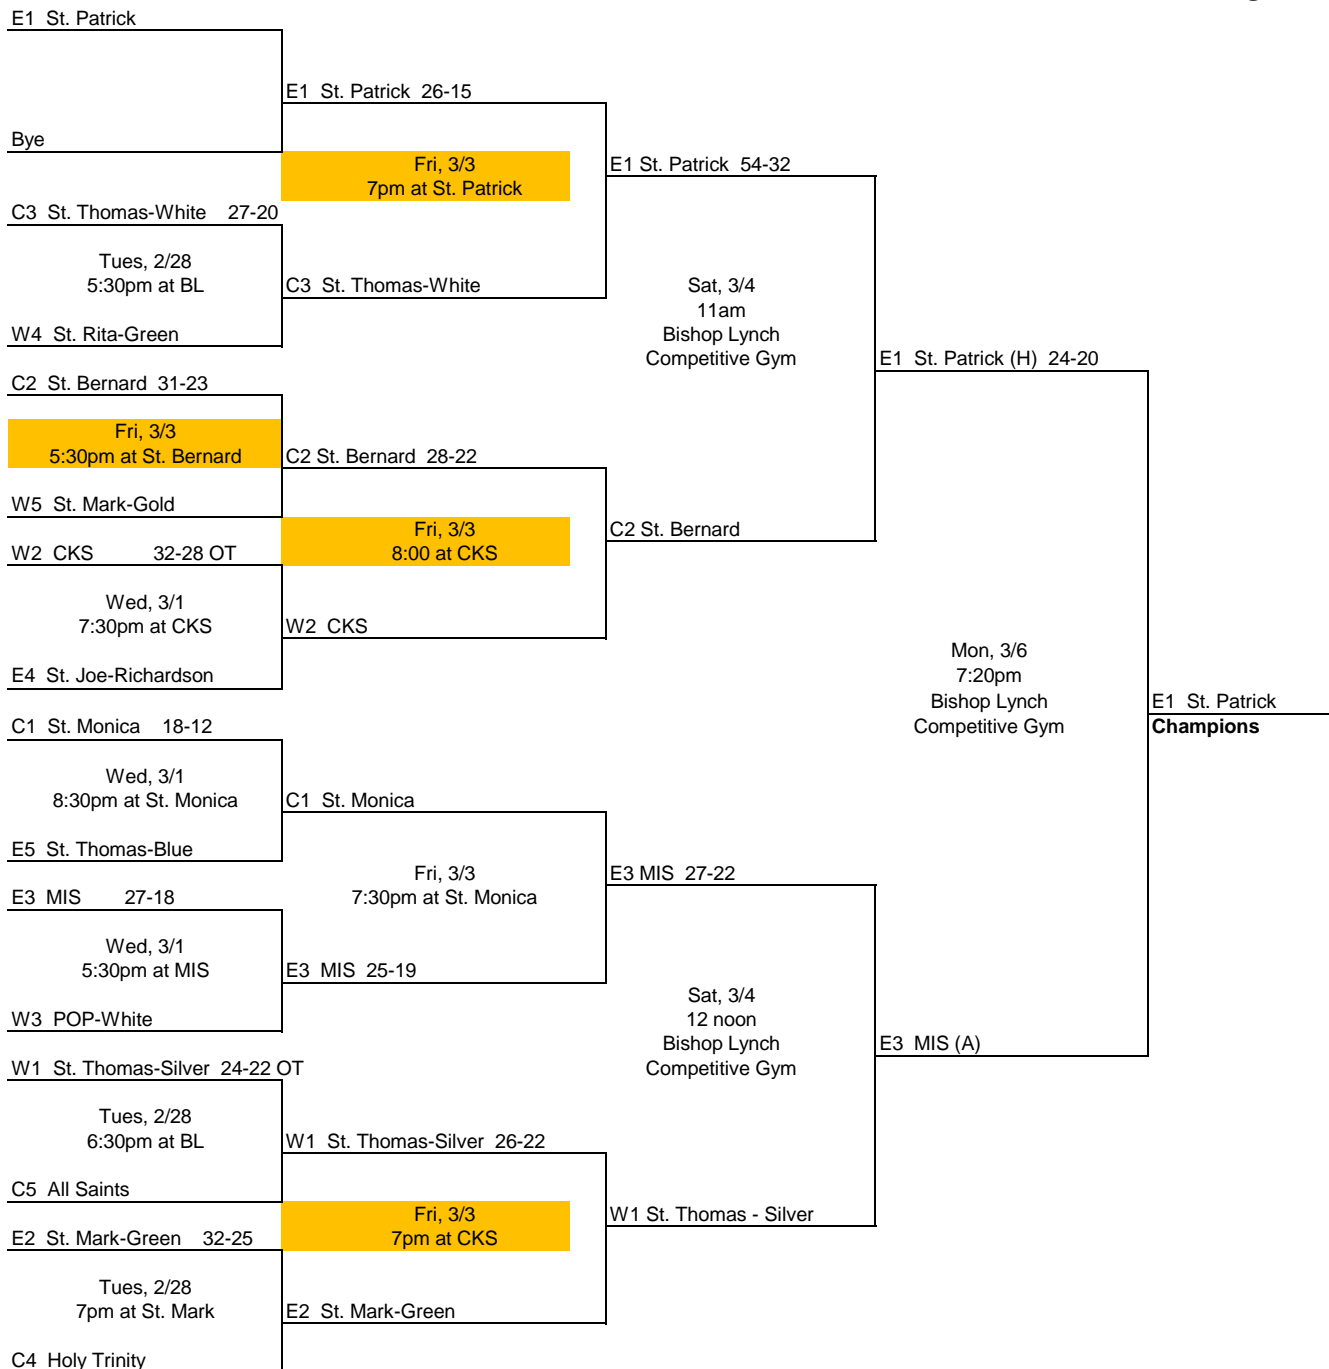 E1 St. Patrick
E1 St. Patrick 26-15
Bye
Fri, 3/3
7pm at St. Patrick
E1 St. Patrick 54-32
C3 St. Thomas-White 27-20
Tues, 2/28
5:30pm at BL
C3 St. Thomas-White
Sat, 3/4
11am
Bishop Lynch
Competitive Gym
W4 St. Rita-Green
E1 St. Patrick (H) 24-20
C2 St. Bernard 31-23
Fri, 3/3
5:30pm at St. Bernard
C2 St. Bernard 28-22
W5 St. Mark-Gold
Fri, 3/3
8:00 at CKS
C2 St. Bernard
W2 CKS 32-28 OT
Wed, 3/1
7:30pm at CKS
W2 CKS
E4 St. Joe-Richardson
Mon, 3/6
7:20pm
Bishop Lynch
Competitive Gym
E1 St. Patrick
Champions
C1 St. Monica 18-12
Wed, 3/1
8:30pm at St. Monica
C1 St. Monica
E5 St. Thomas-Blue
Fri, 3/3
7:30pm at St. Monica
E3 MIS 27-22
E3 MIS 27-18
Wed, 3/1
5:30pm at MIS
E3 MIS 25-19
W3 POP-White
Sat, 3/4
12 noon
Bishop Lynch
Competitive Gym
E3 MIS (A)
W1 St. Thomas-Silver 24-22 OT
Tues, 2/28
6:30pm at BL
W1 St. Thomas-Silver 26-22
C5 All Saints
Fri, 3/3
7pm at CKS
W1 St. Thomas - Silver
E2 St. Mark-Green 32-25
Tues, 2/28
7pm at St. Mark
E2 St. Mark-Green
C4 Holy Trinity